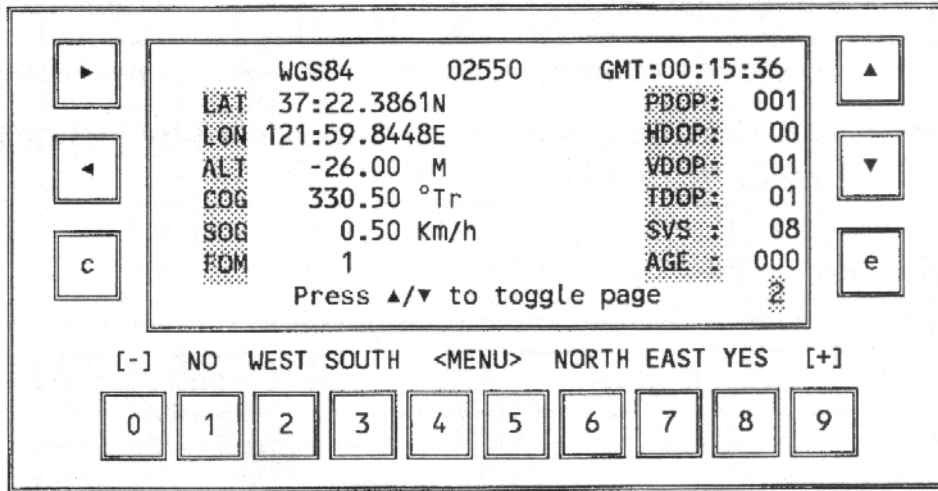 ▶ WGS84 02550 GMT:00:15:36 ▲
LAT 37:22.3861N PDOP: 001
LON 121:59.8448E HDOP: 00
◀ ALT -26.00 M VDOP: 01 ▼
COG 330.50 °Tr TDOP: 01
SOG 0.50 Km/h SVS : 08
c FOM 1 AGE : 000 e
Press ▲/▼ to toggle page 2
[-] NO WEST SOUTH <MENU> NORTH EAST YES [+]
0 1 2 3 4 5 6 7 8 9